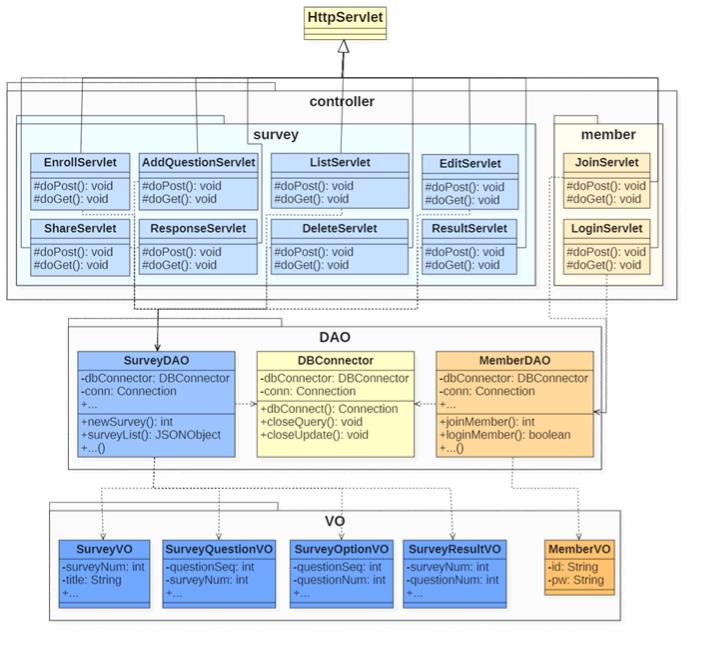 HttpServlet
controller
survey
member
EnrollServlet
#doPost(): void
#doGet(): void
AddQuestionServlet
#doPost(): void
#doGet(): void
ListServlet
#doPost(): void
#doGet(): void
EditServlet
#doPost(): void
#doGet(): void
JoinServlet
#doPost(): void
#doGet(): void
ShareServlet
#doPost(): void
#doGet(): void
ResponseServlet
#doPost(): void
#doGet(): void
DeleteServlet
#doPost(): void
#doGet(): void
ResultServlet
#doPost(): void
#doGet(): void
LoginServlet
#doPost(): void
#doGet(): void
DAO
SurveyDAO
-dbConnector: DBConnector
-conn: Connection
+...
+newSurvey(): int
+surveyList(): JSONObject
+...()
DBConnector
-dbConnector: DBConnector
-conn: Connection
+dbConnect(): Connection
+closeQuery(): void
+closeUpdate(): void
MemberDAO
-dbConnector: DBConnector
-conn: Connection
+...
+joinMember(): int
+loginMember(): boolean
+...()
VO
SurveyVO
-surveyNum: int
-title: String
+...
SurveyQuestionVO
-questionSeq: int
-surveyNum: int
+...
SurveyOptionVO
-questionSeq: int
-questionNum: int
+...
SurveyResultVO
-surveyNum: int
-questionNum: int
+...
MemberVO
-id: String
-pw: String
+...